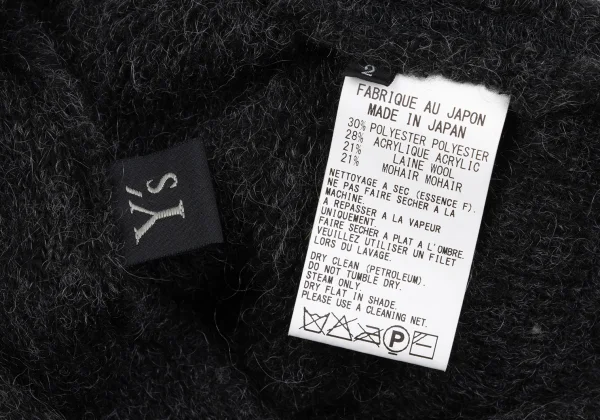 Y's
2
FABRIQUE AU JAPON
MADE IN JAPAN
30% POLYESTER POLYESTER
28% ACRYLIQUE ACRYLIC
21% LAINE WOOL
21% MOHAIR MOHAIR
NETTOYAGE A SEC (ESSENCE F).
NE PAS FAIRE SECHER A LA
MACHINE.
A REPASSER A LA VAPEUR
UNIQUEMENT.
FAIRE SECHER A PLAT A L'OMBRE.
VEUILLEZ UTILISER UN FILET
LORS DU LAVAGE.
DRY CLEAN (PETROLEUM).
DO NOT TUMBLE DRY.
STEAM ONLY.
DRY FLAT IN SHADE.
PLEASE USE A CLEANING NET.
P